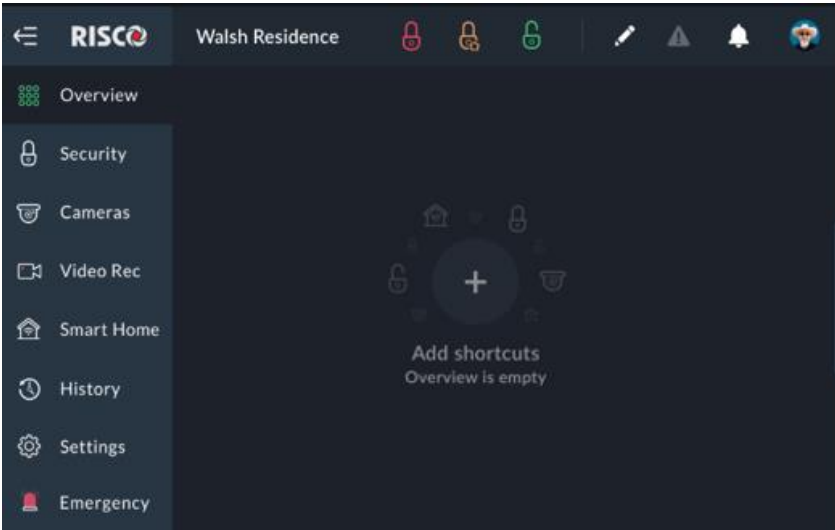 RISCO
Walsh Residence
Overview
Security
Cameras
Video Rec
Smart Home
History
Settings
Emergency
Add shortcuts
Overview is empty